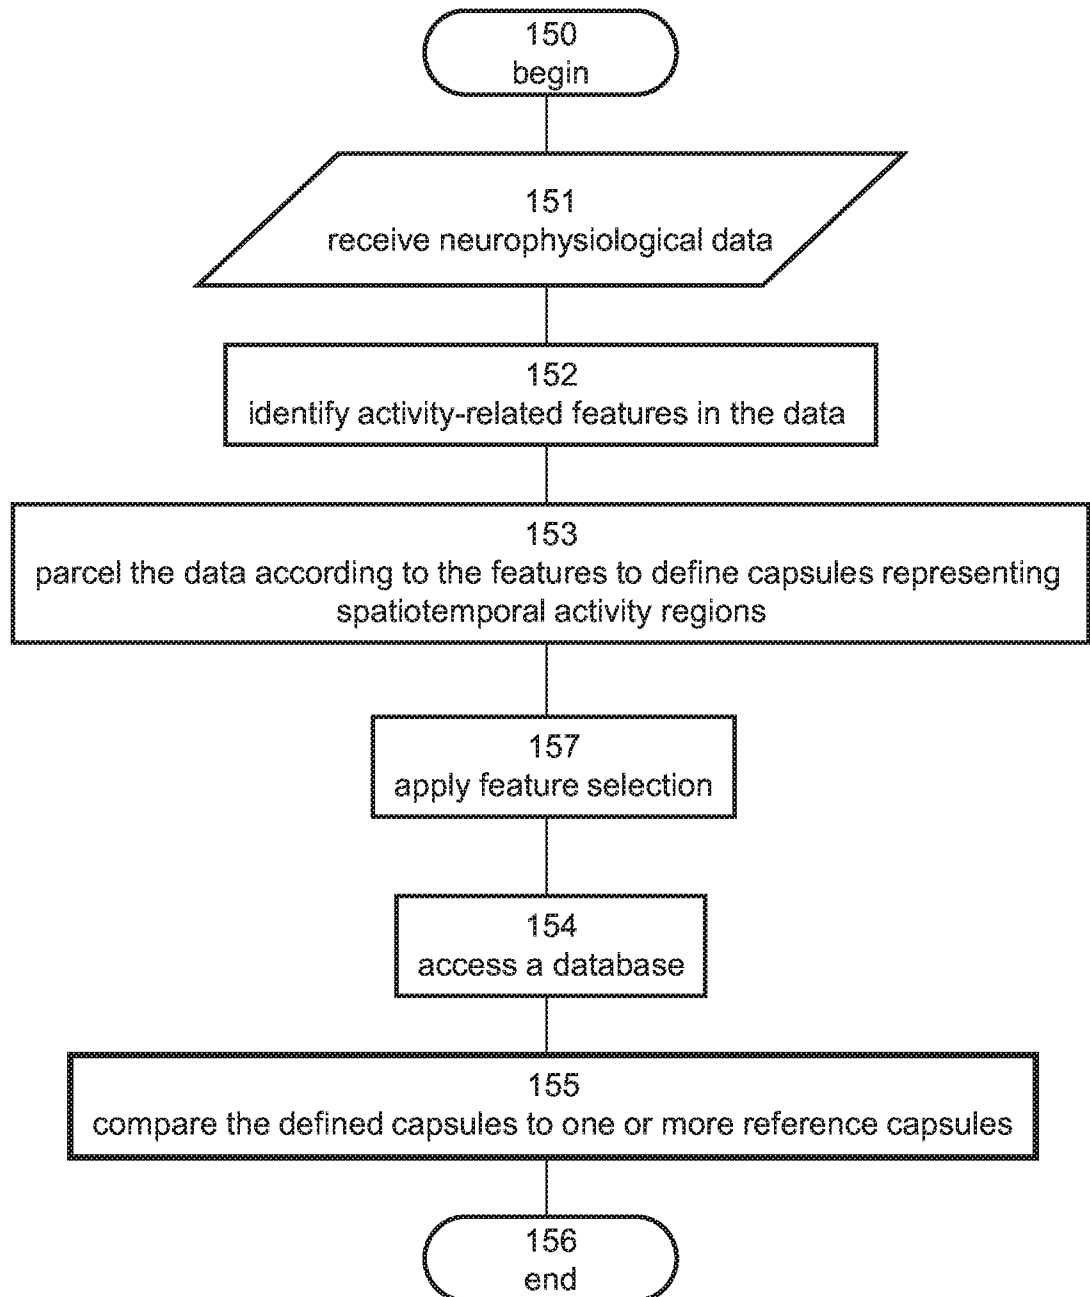 150
begin
151
receive neurophysiological data
152
identify activity-related features in the data
153
parcel the data according to the features to define capsules representing
spatiotemporal activity regions
157
apply feature selection
154
access a database
155
compare the defined capsules to one or more reference capsules
156
end